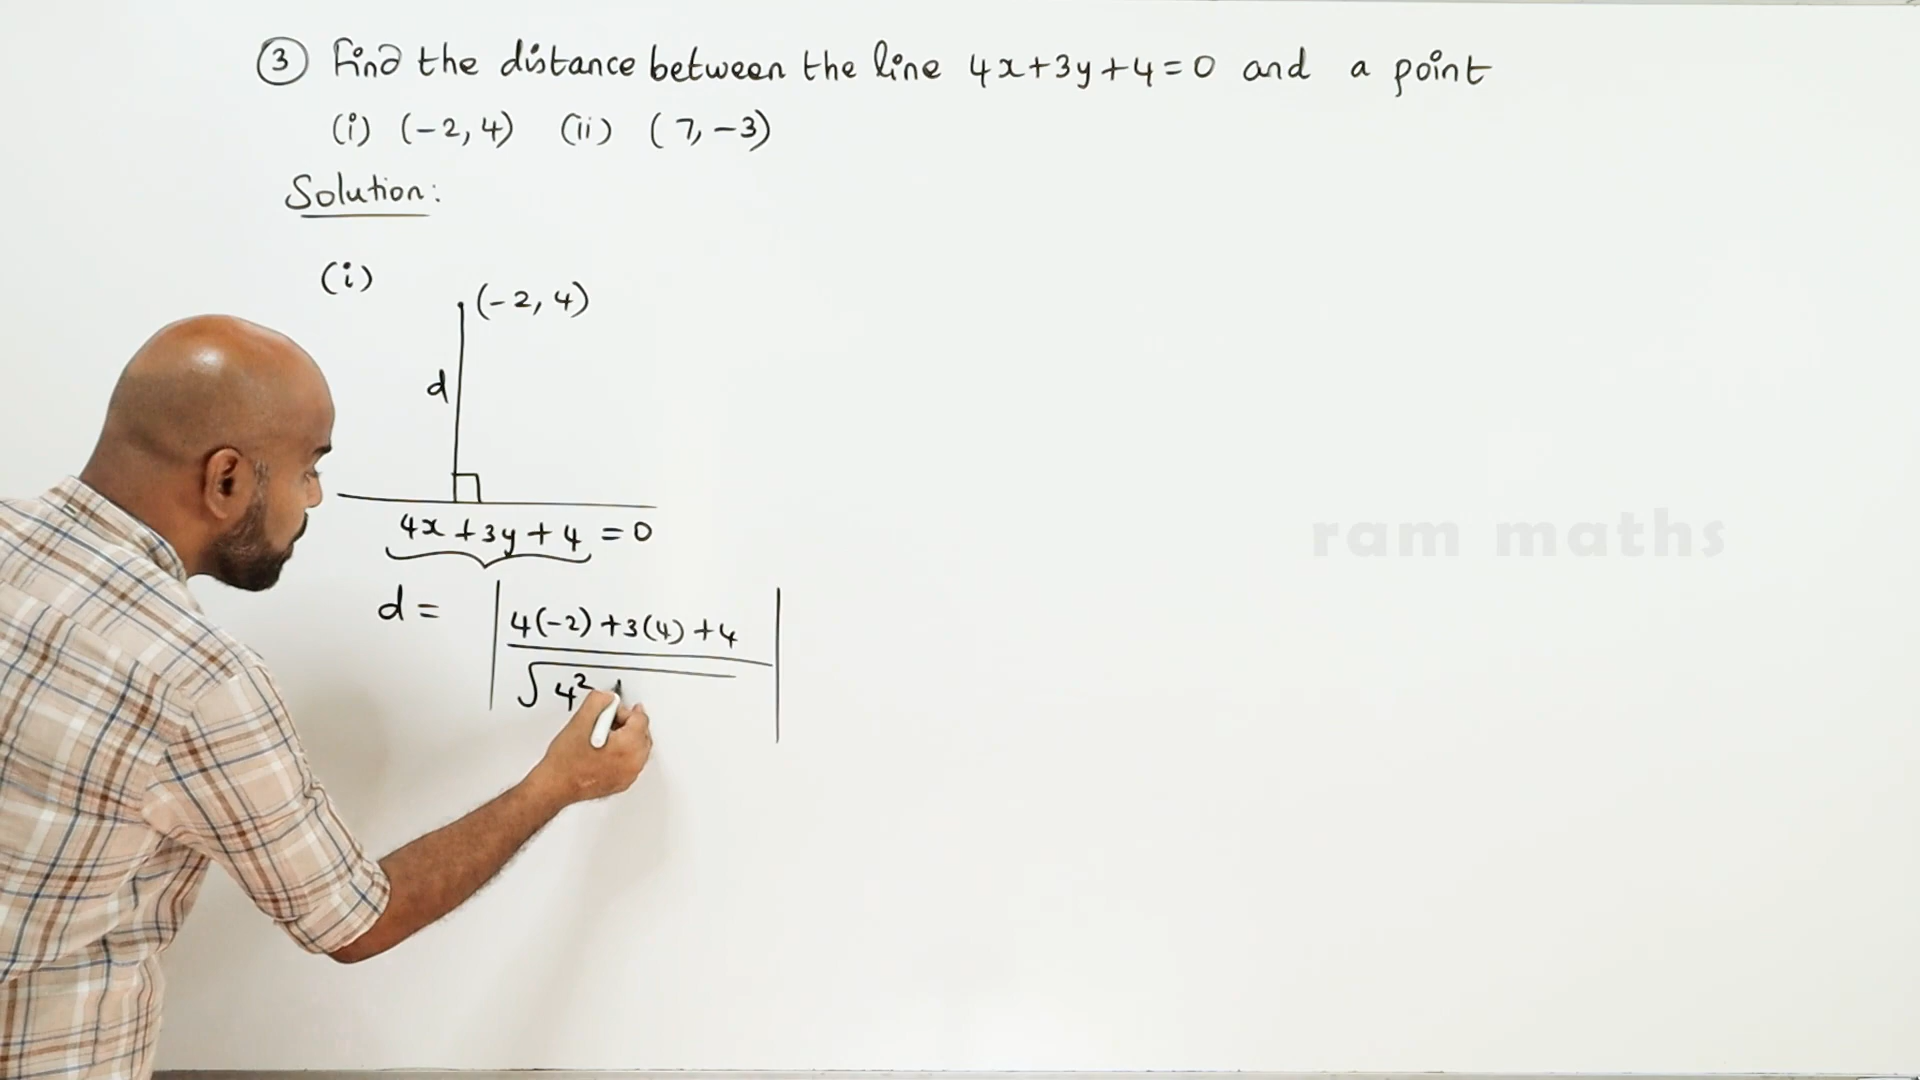 ③ Find the distance between the line 4x+3y+4=0 and a point
(i) (-2,4) (ii) (7,-3)
Solution:
(i)
(-2,4)
d
4x+3y+4=0
d = |4(-2)+3(4)+4
√4² +|
ram maths